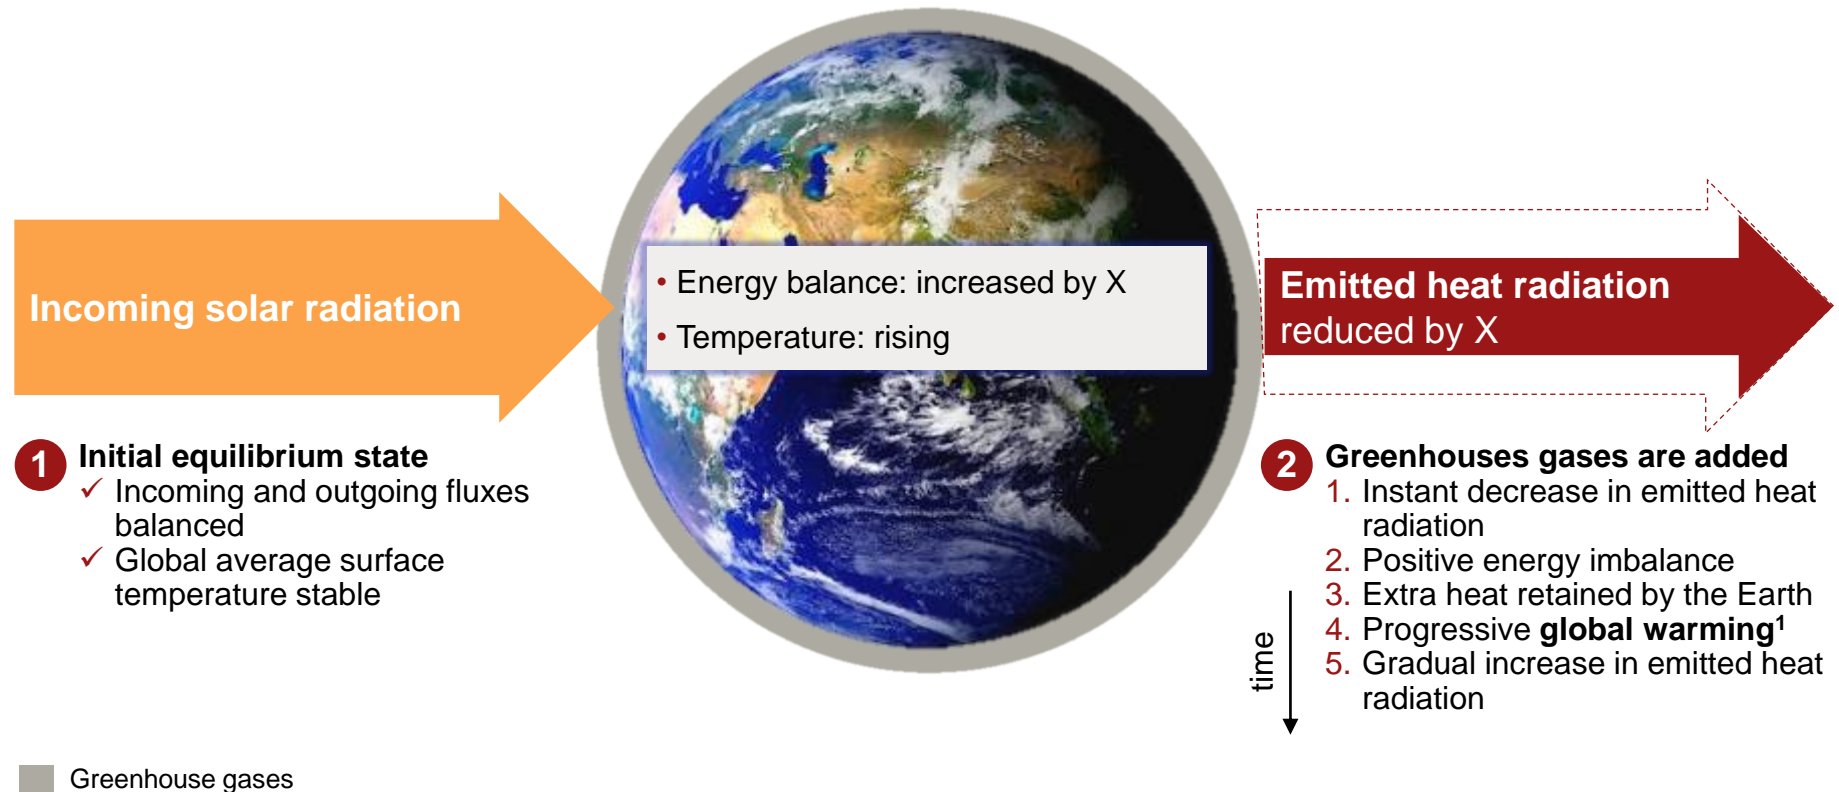 Incoming solar radiation
• Energy balance: increased by X
• Temperature: rising
Emitted heat radiation
reduced by X
1 Initial equilibrium state
✓ Incoming and outgoing fluxes
balanced
✓ Global average surface
temperature stable
2 Greenhouses gases are added
1. Instant decrease in emitted heat
radiation
2. Positive energy imbalance
3. Extra heat retained by the Earth
4. Progressive global warming¹
5. Gradual increase in emitted heat
radiation
time
Greenhouse gases